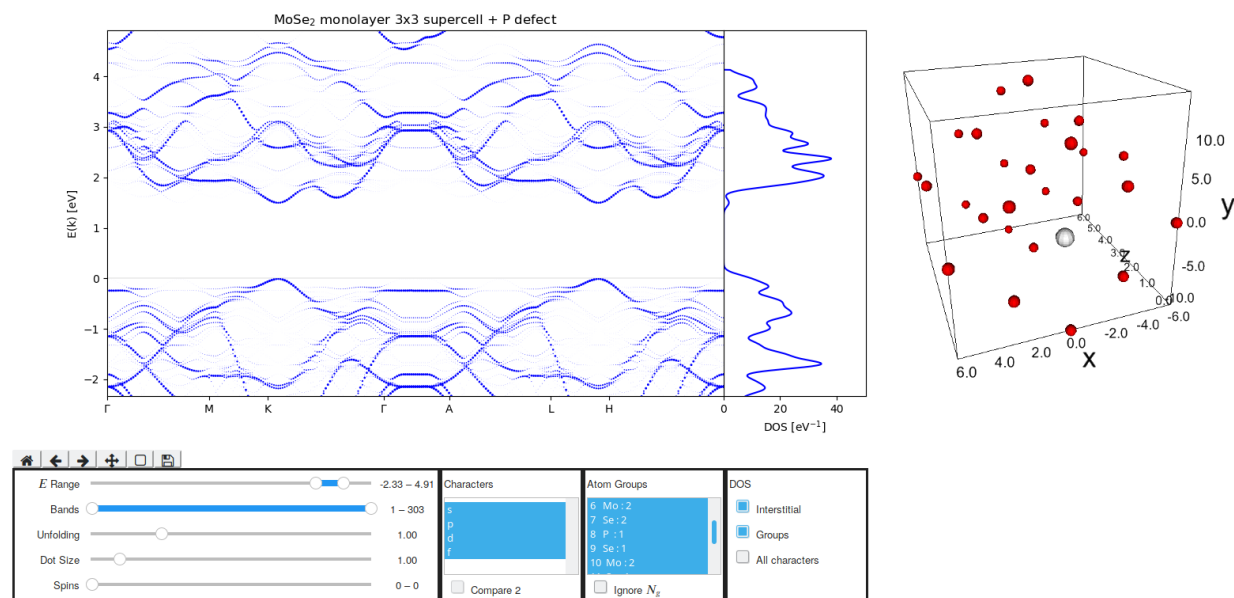 MoSe₂ monolayer 3x3 supercell + P defect
E(k) [eV]
4
3
2
1
0
−1
−2
Γ M K Γ A L H
0 20 40
DOS [eV⁻¹]
10.0
5.0
0.0
-5.0
-10.0
y
6.0
5.0
4.0
3.0
2.0
1.0
0.0
z
6.0 4.0 2.0 0.0 -2.0 -4.0 -6.0
x
E Range -2.33 – 4.91
Bands 1 – 303
Unfolding 1.00
Dot Size 1.00
Spins 0 – 0
Characters
s
p
d
f
Compare 2
Atom Groups
6 Mo : 2
7 Se : 2
8 P : 1
9 Se : 1
10 Mo : 2
Ignore Ng
DOS
Interstitial
Groups
All characters